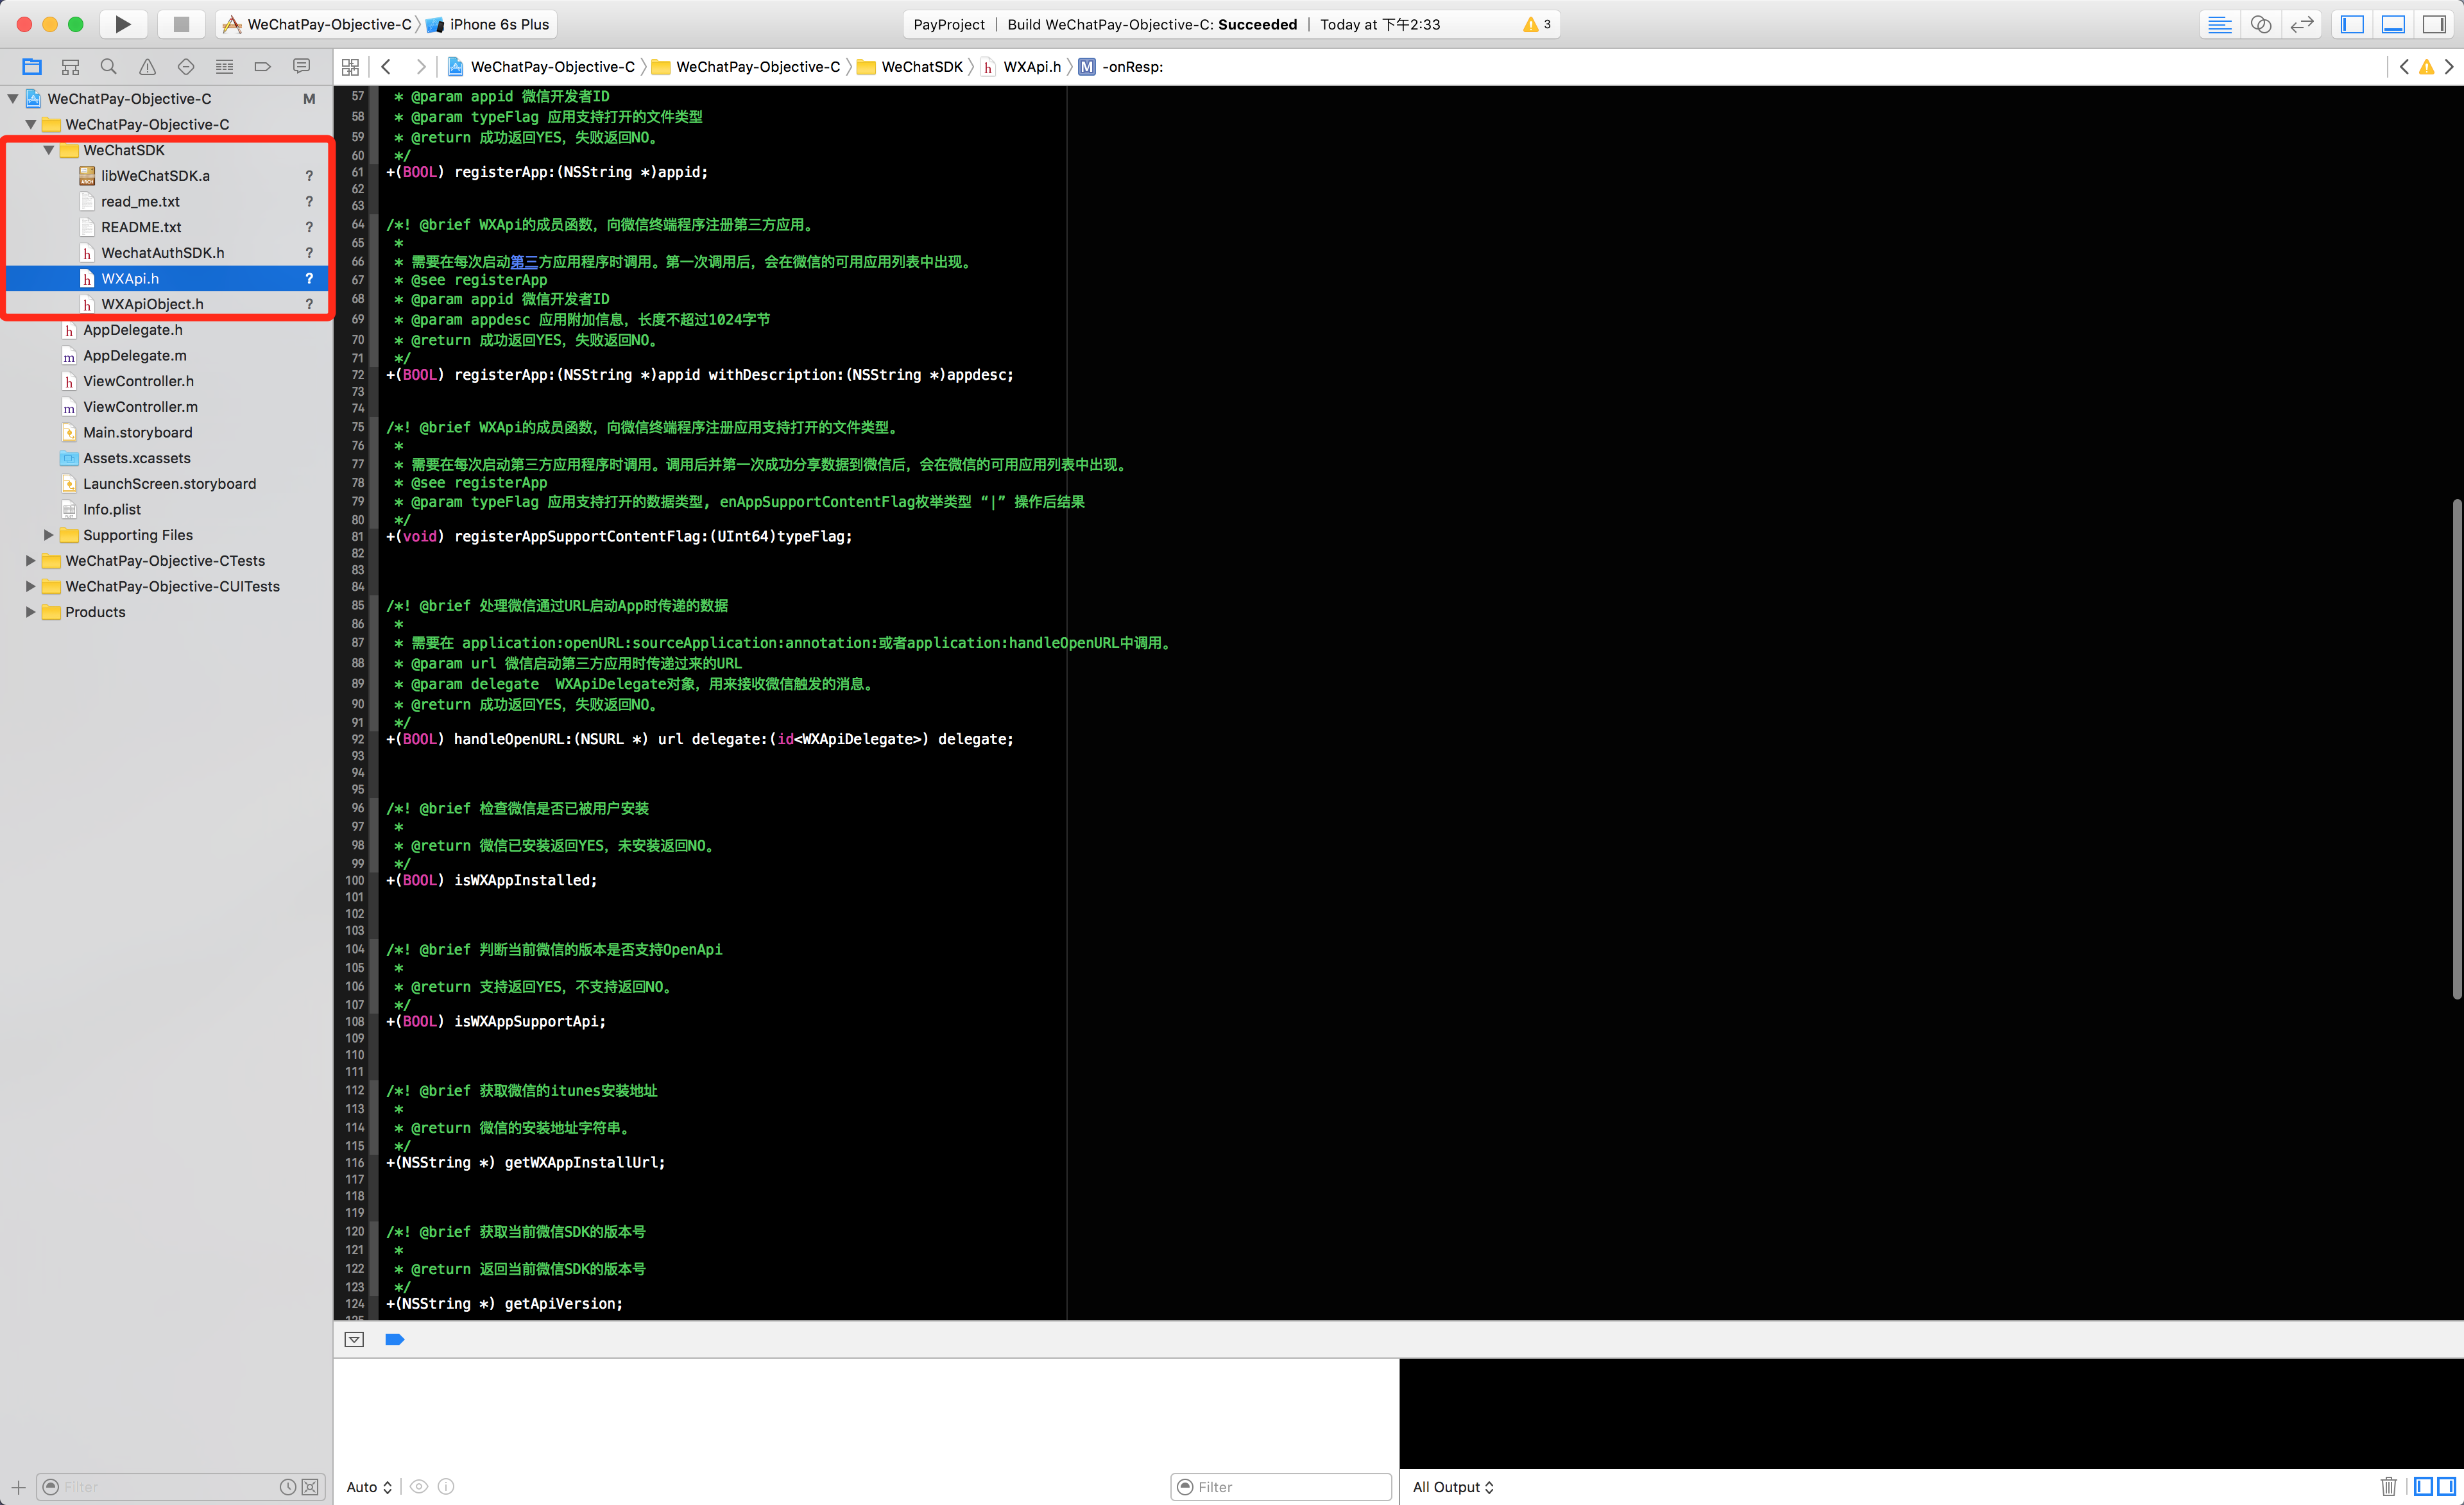 WeChatPay-Objective-C
iPhone 6s Plus
PayProject
Build WeChatPay-Objective-C: Succeeded
Today at 下午2:33
3
WeChatPay-Objective-C
WeChatPay-Objective-C
WeChatSDK
WXApi.h
M
-onResp:
WeChatPay-Objective-C
M
WeChatPay-Objective-C
WeChatSDK
libWeChatSDK.a
?
read_me.txt
?
README.txt
?
WechatAuthSDK.h
?
WXApi.h
?
WXApiObject.h
?
AppDelegate.h
AppDelegate.m
ViewController.h
ViewController.m
Main.storyboard
Assets.xcassets
LaunchScreen.storyboard
Info.plist
Supporting Files
WeChatPay-Objective-CTests
WeChatPay-Objective-CUITests
Products
57 * @param appid 微信开发者ID
58 * @param typeFlag 应用支持打开的文件类型
59 * @return 成功返回YES，失败返回NO。
60 */
61 +(BOOL) registerApp:(NSString *)appid;
62
63
64 /*! @brief WXApi的成员函数，向微信终端程序注册第三方应用。
65 *
66 * 需要在每次启动第三方应用程序时调用。第一次调用后，会在微信的可用应用列表中出现。
67 * @see registerApp
68 * @param appid 微信开发者ID
69 * @param appdesc 应用附加信息，长度不超过1024字节
70 * @return 成功返回YES，失败返回NO。
71 */
72 +(BOOL) registerApp:(NSString *)appid withDescription:(NSString *)appdesc;
73
74
75 /*! @brief WXApi的成员函数，向微信终端程序注册应用支持打开的文件类型。
76 *
77 * 需要在每次启动第三方应用程序时调用。调用后并第一次成功分享数据到微信后，会在微信的可用应用列表中出现。
78 * @see registerApp
79 * @param typeFlag 应用支持打开的数据类型, enAppSupportContentFlag枚举类型 “|” 操作后结果
80 */
81 +(void) registerAppSupportContentFlag:(UInt64)typeFlag;
82
83
84
85 /*! @brief 处理微信通过URL启动App时传递的数据
86 *
87 * 需要在 application:openURL:sourceApplication:annotation:或者application:handleOpenURL中调用。
88 * @param url 微信启动第三方应用时传递过来的URL
89 * @param delegate  WXApiDelegate对象，用来接收微信触发的消息。
90 * @return 成功返回YES，失败返回NO。
91 */
92 +(BOOL) handleOpenURL:(NSURL *) url delegate:(id<WXApiDelegate>) delegate;
93
94
95
96 /*! @brief 检查微信是否已被用户安装
97 *
98 * @return 微信已安装返回YES，未安装返回NO。
99 */
100 +(BOOL) isWXAppInstalled;
101
102
103
104 /*! @brief 判断当前微信的版本是否支持OpenApi
105 *
106 * @return 支持返回YES，不支持返回NO。
107 */
108 +(BOOL) isWXAppSupportApi;
109
110
111
112 /*! @brief 获取微信的itunes安装地址
113 *
114 * @return 微信的安装地址字符串。
115 */
116 +(NSString *) getWXAppInstallUrl;
117
118
119
120 /*! @brief 获取当前微信SDK的版本号
121 *
122 * @return 返回当前微信SDK的版本号
123 */
124 +(NSString *) getApiVersion;
125
Filter
Auto
Filter
All Output